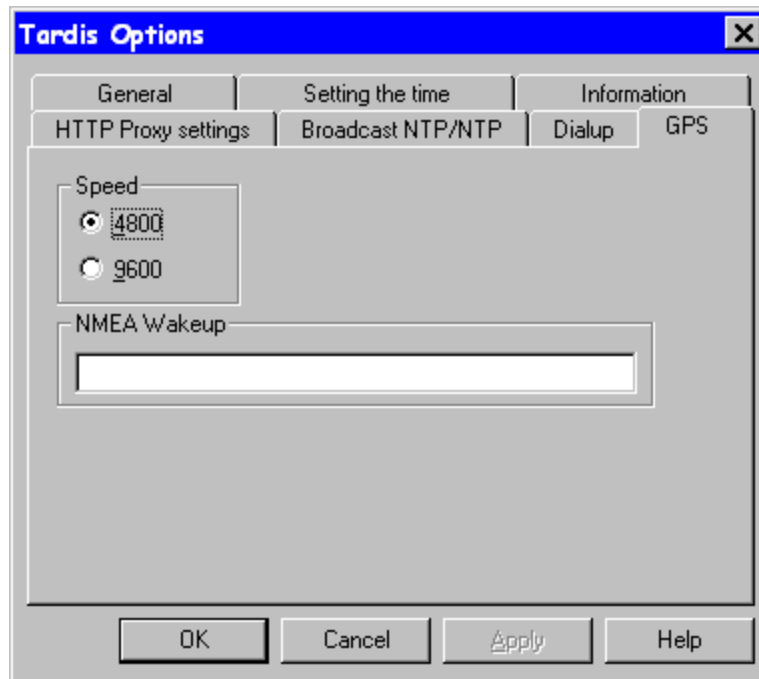 Tardis Options
General Setting the time Information
HTTP Proxy settings Broadcast NTP/NTP Dialup GPS
Speed
4800
9600
NMEA Wakeup
OK Cancel Apply Help